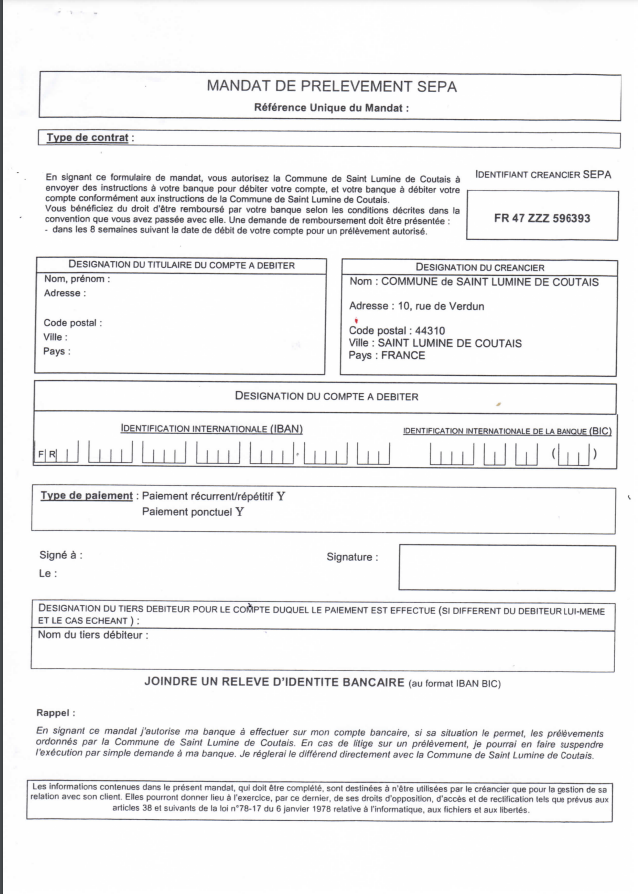 MANDAT DE PRELEVEMENT SEPA
Référence Unique du Mandat :
Type de contrat :
En signant ce formulaire de mandat, vous autorisez la Commune de Saint Lumine de Coutais à
envoyer des instructions à votre banque pour débiter votre compte, et votre banque à débiter votre
compte conformément aux instructions de la Commune de Saint Lumine de Coutais.
Vous bénéficiez du droit d'être remboursé par votre banque selon les conditions décrites dans la
convention que vous avez passée avec elle. Une demande de remboursement doit être présentée :
- dans les 8 semaines suivant la date de débit de votre compte pour un prélèvement autorisé.
IDENTIFIANT CREANCIER SEPA
FR 47 ZZZ 596393
DESIGNATION DU TITULAIRE DU COMPTE A DEBITER
Nom, prénom :
Adresse :
Code postal :
Ville :
Pays :
DESIGNATION DU CREANCIER
Nom : COMMUNE de SAINT LUMINE DE COUTAIS
Adresse : 10, rue de Verdun
Code postal : 44310
Ville : SAINT LUMINE DE COUTAIS
Pays : FRANCE
DESIGNATION DU COMPTE A DEBITER
IDENTIFICATION INTERNATIONALE (IBAN)
IDENTIFICATION INTERNATIONALE DE LA BANQUE (BIC)
F R
( )
Type de paiement : Paiement récurrent/répétitif Y
Paiement ponctuel Y
Signé à :
Le :
Signature :
DESIGNATION DU TIERS DEBITEUR POUR LE COMPTE DUQUEL LE PAIEMENT EST EFFECTUE (SI DIFFERENT DU DEBITEUR LUI-MEME
ET LE CAS ECHEANT ) :
Nom du tiers débiteur :
JOINDRE UN RELEVE D'IDENTITE BANCAIRE (au format IBAN BIC)
Rappel :
En signant ce mandat j'autorise ma banque à effectuer sur mon compte bancaire, si sa situation le permet, les prélèvements
ordonnés par la Commune de Saint Lumine de Coutais. En cas de litige sur un prélèvement, je pourrai en faire suspendre
l'exécution par simple demande à ma banque. Je réglerai le différend directement avec la Commune de Saint Lumine de Coutais.
Les informations contenues dans le présent mandat, qui doit être complété, sont destinées à n'être utilisées par le créancier que pour la gestion de sa
relation avec son client. Elles pourront donner lieu à l'exercice, par ce dernier, de ses droits d'opposition, d'accès et de rectification tels que prévus aux
articles 38 et suivants de la loi n°78-17 du 6 janvier 1978 relative à l'informatique, aux fichiers et aux libertés.